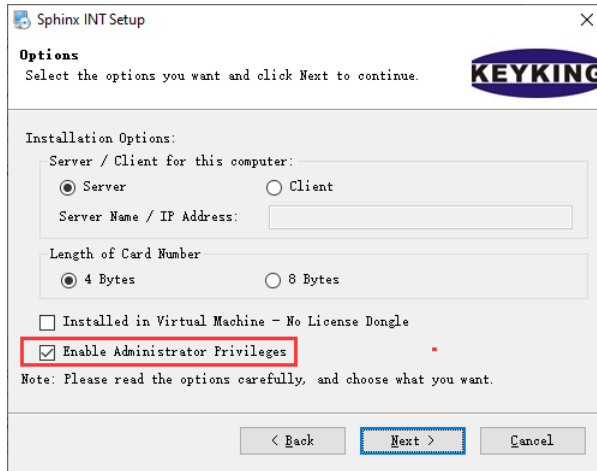 Sphinx INT Setup
Options
Select the options you want and click Next to continue.
KEYKING
Installation Options:
Server / Client for this computer:
Server Client
Server Name / IP Address:
Length of Card Number
4 Bytes 8 Bytes
Installed in Virtual Machine - No License Dongle
Enable Administrator Privileges
Note: Please read the options carefully, and choose what you want.
< Back Next > Cancel